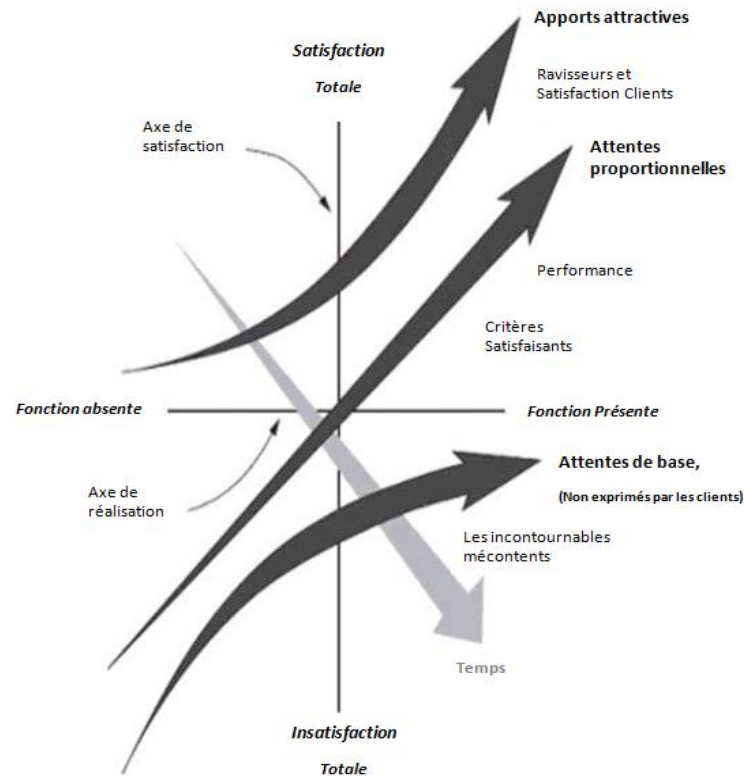 Apports attractives
Satisfaction
Totale
Ravisseurs et
Satisfaction Clients
Axe de
satisfaction
Attentes
proportionnelles
Performance
Critères
Satisfaisants
Fonction absente
Fonction Présente
Attentes de base,
(Non exprimés par les clients)
Axe de
réalisation
Les incontournables
mécontents
Temps
Insatisfaction
Totale